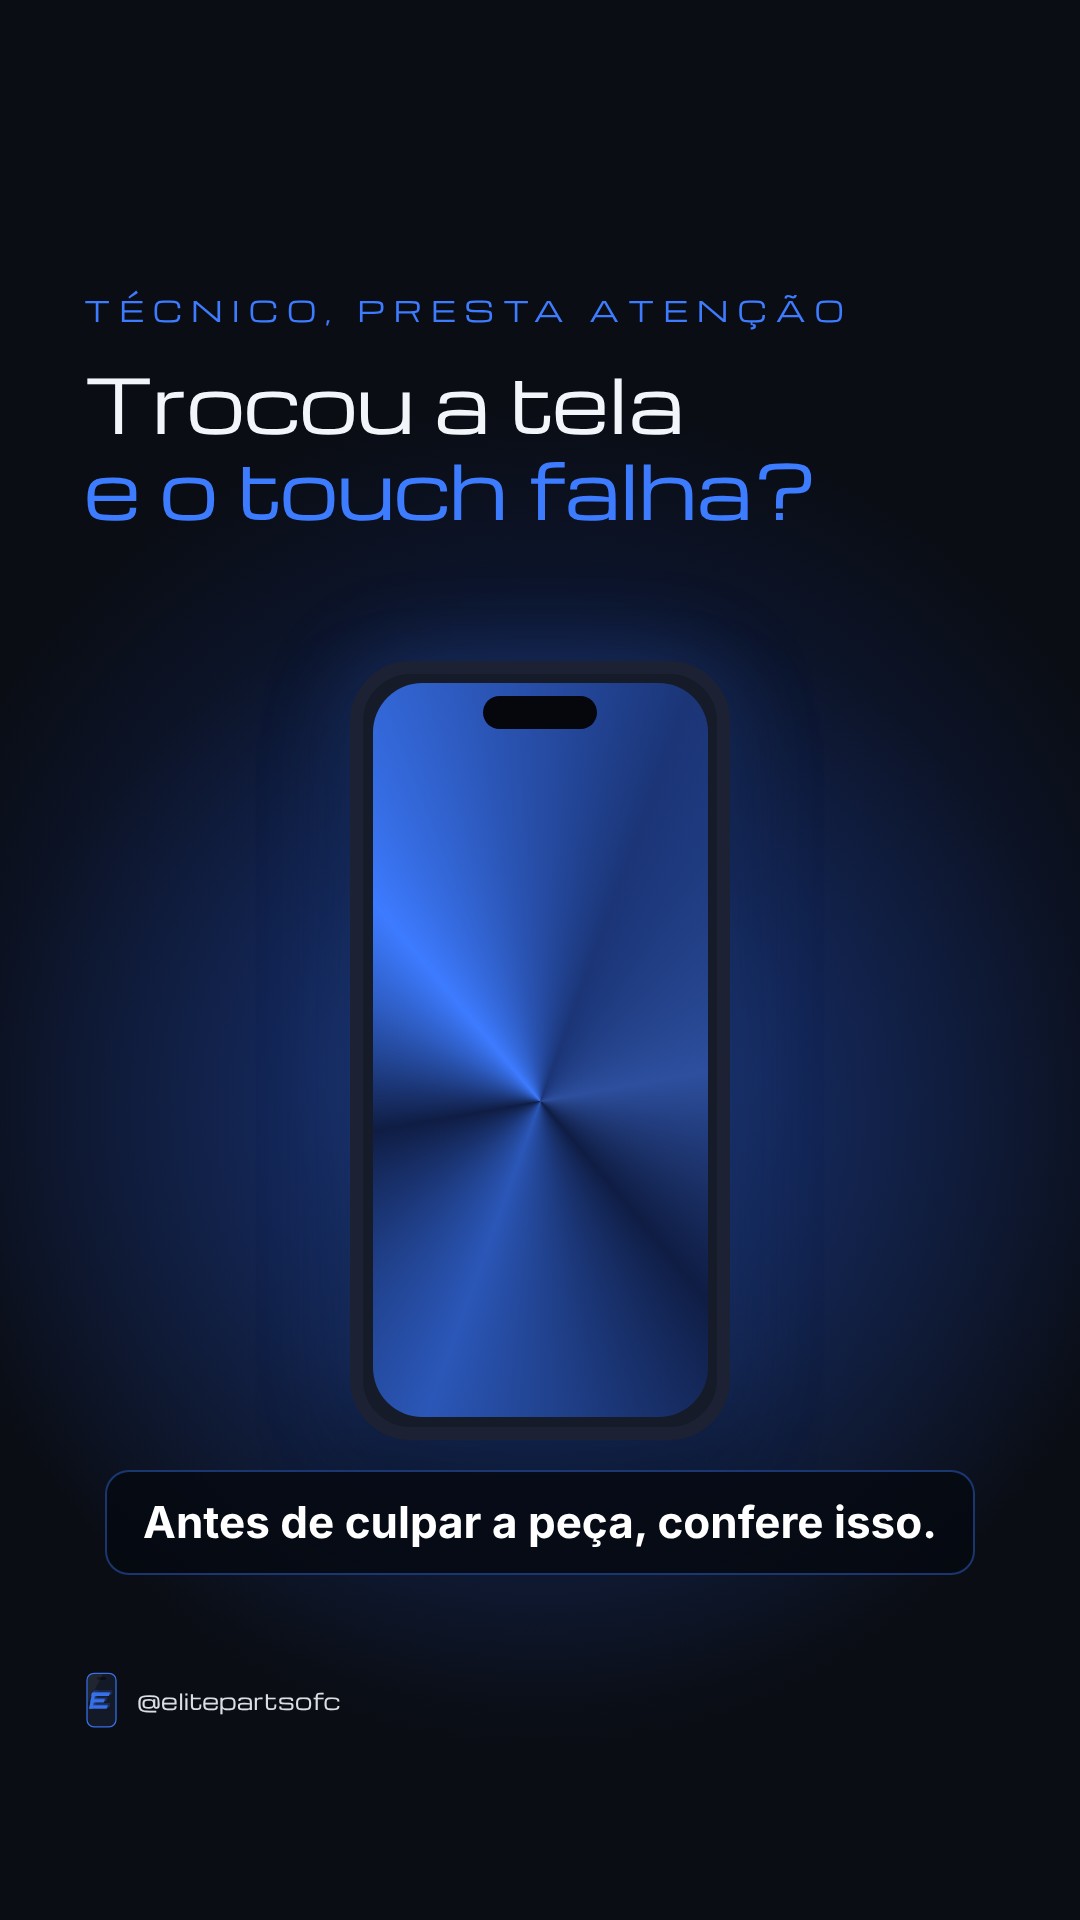 TÉCNICO, PRESTA ATENÇÃO
Trocou a tela
e o touch falha?
Antes de culpar a peça, confere isso.
E
@elitepartsofc